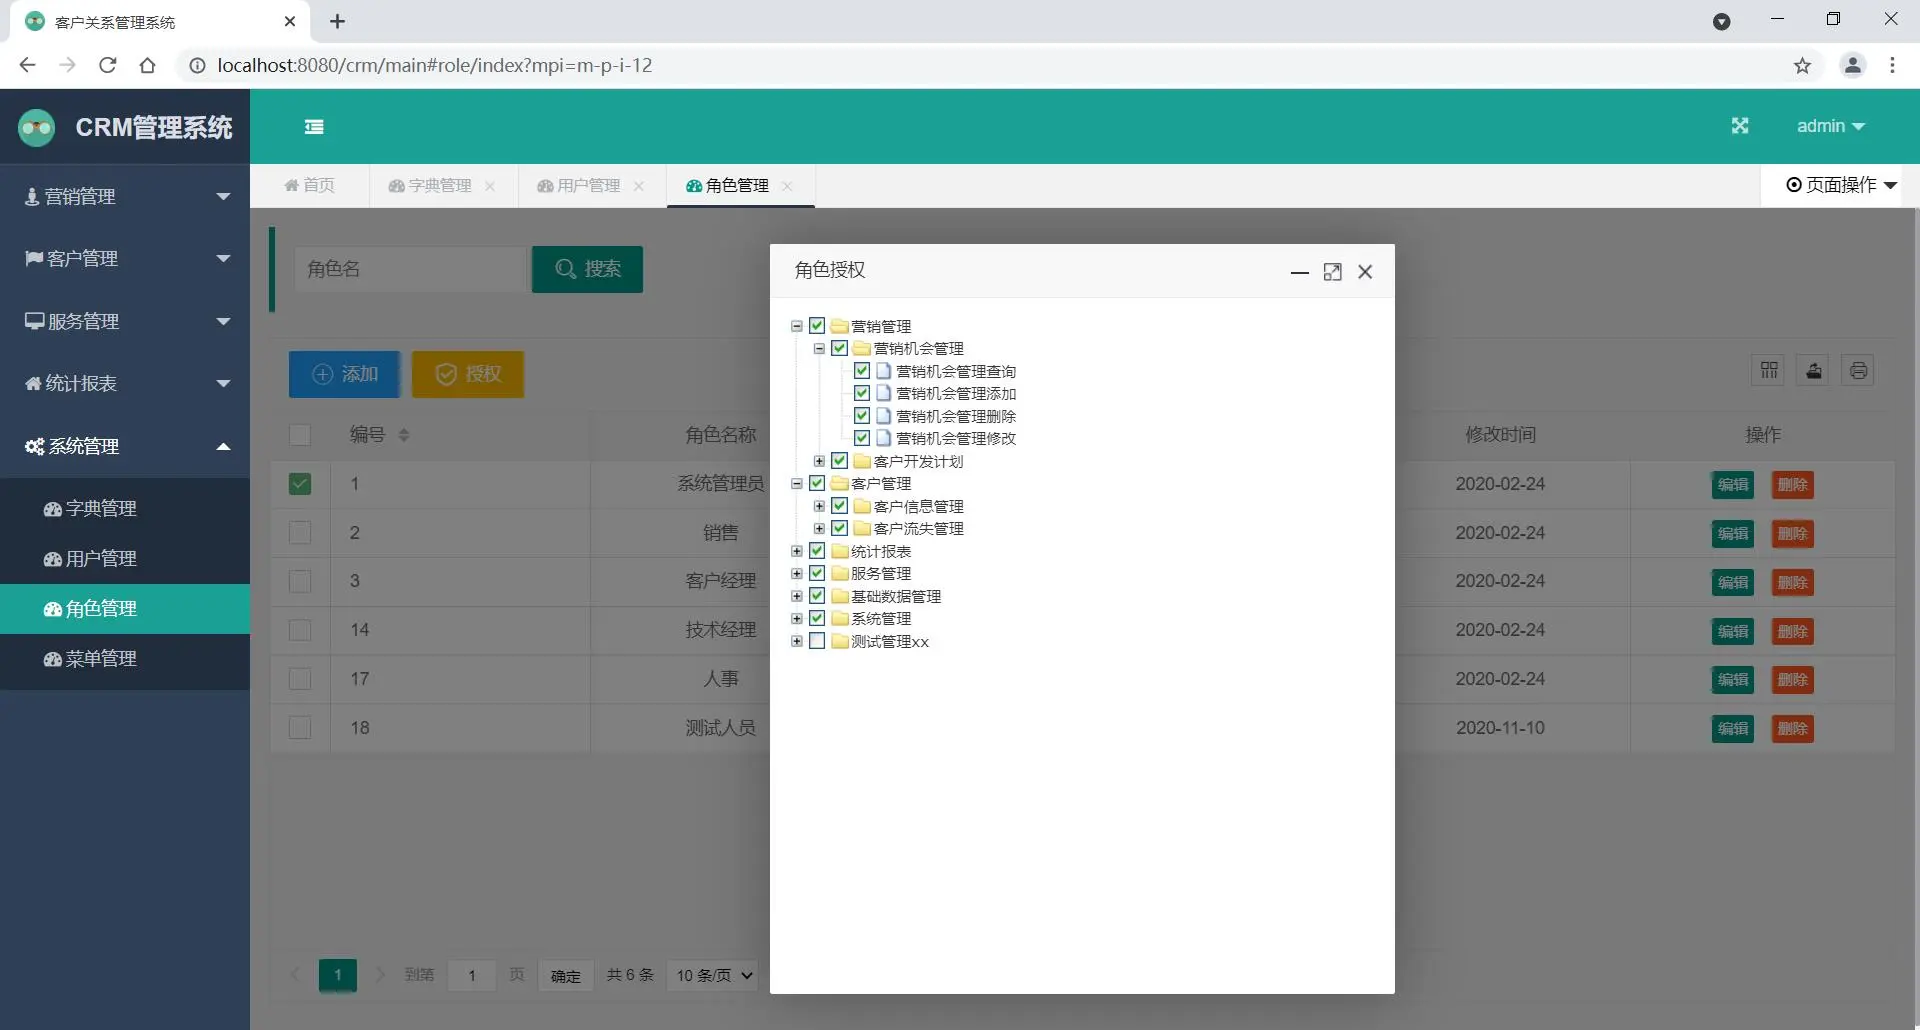 客户关系管理系统
localhost:8080/crm/main#role/index?mpi=m-p-i-12
CRM管理系统
admin
营销管理
客户管理
服务管理
统计报表
系统管理
字典管理
用户管理
角色管理
菜单管理
首页
字典管理
用户管理
角色管理
页面操作
角色名
搜索
添加
授权
编号
角色名称
修改时间
操作
1
系统管理员
2020-02-24
编辑
删除
2
销售
2020-02-24
编辑
删除
3
客户经理
2020-02-24
编辑
删除
14
技术经理
2020-02-24
编辑
删除
17
人事
2020-02-24
编辑
删除
18
测试人员
2020-11-10
编辑
删除
1
到第
1
页
确定
共 6 条
10 条/页
角色授权
营销管理
营销机会管理
营销机会管理查询
营销机会管理添加
营销机会管理删除
营销机会管理修改
客户开发计划
客户管理
客户信息管理
客户流失管理
统计报表
服务管理
基础数据管理
系统管理
测试管理xx